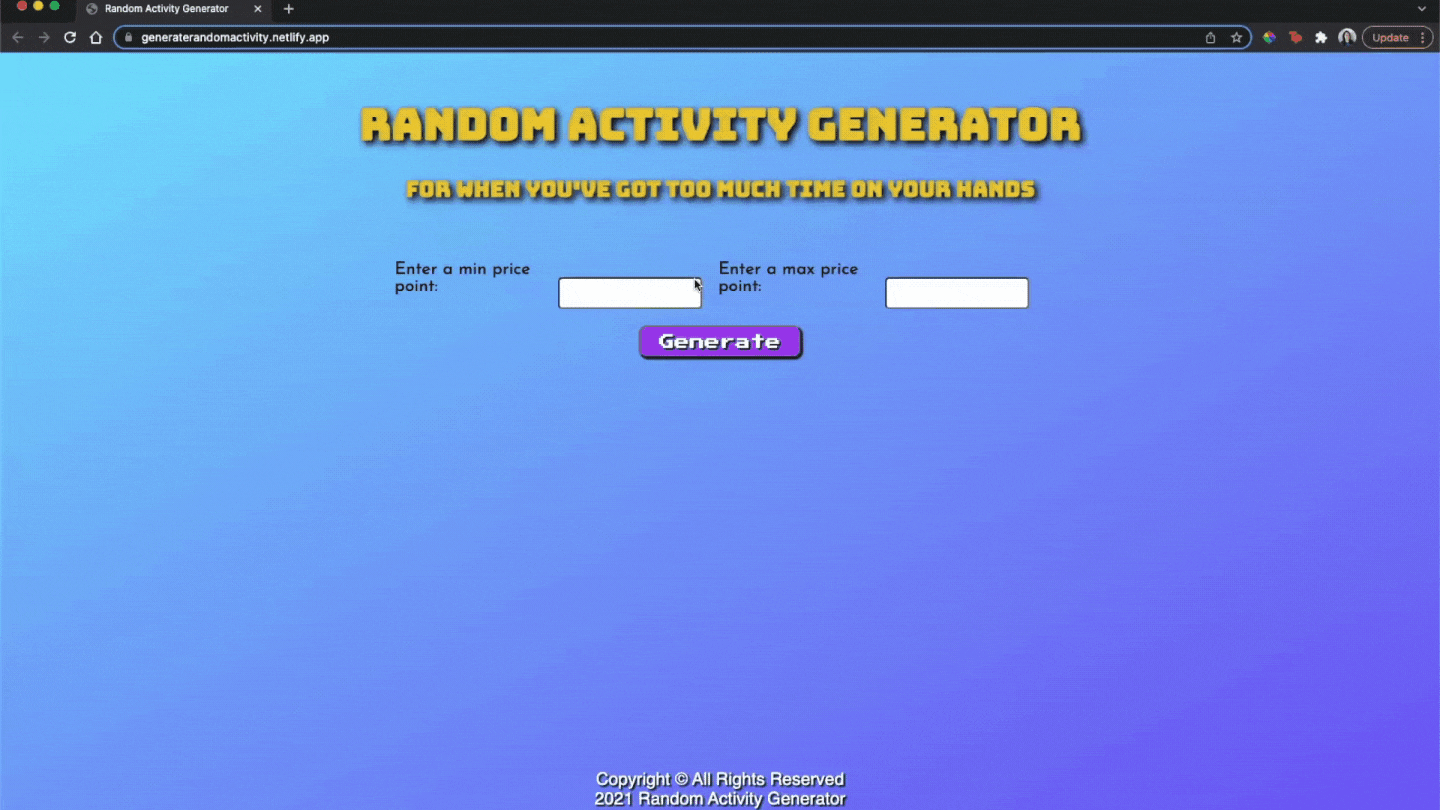 Random Activity Generator
generaterandomactivity.netlify.app
Update
RANDOM ACTIVITY GENERATOR
FOR WHEN YOU'VE GOT TOO MUCH TIME ON YOUR HANDS
Enter a min price
point:
Enter a max price
point:
Generate
Copyright © All Rights Reserved
2021 Random Activity Generator